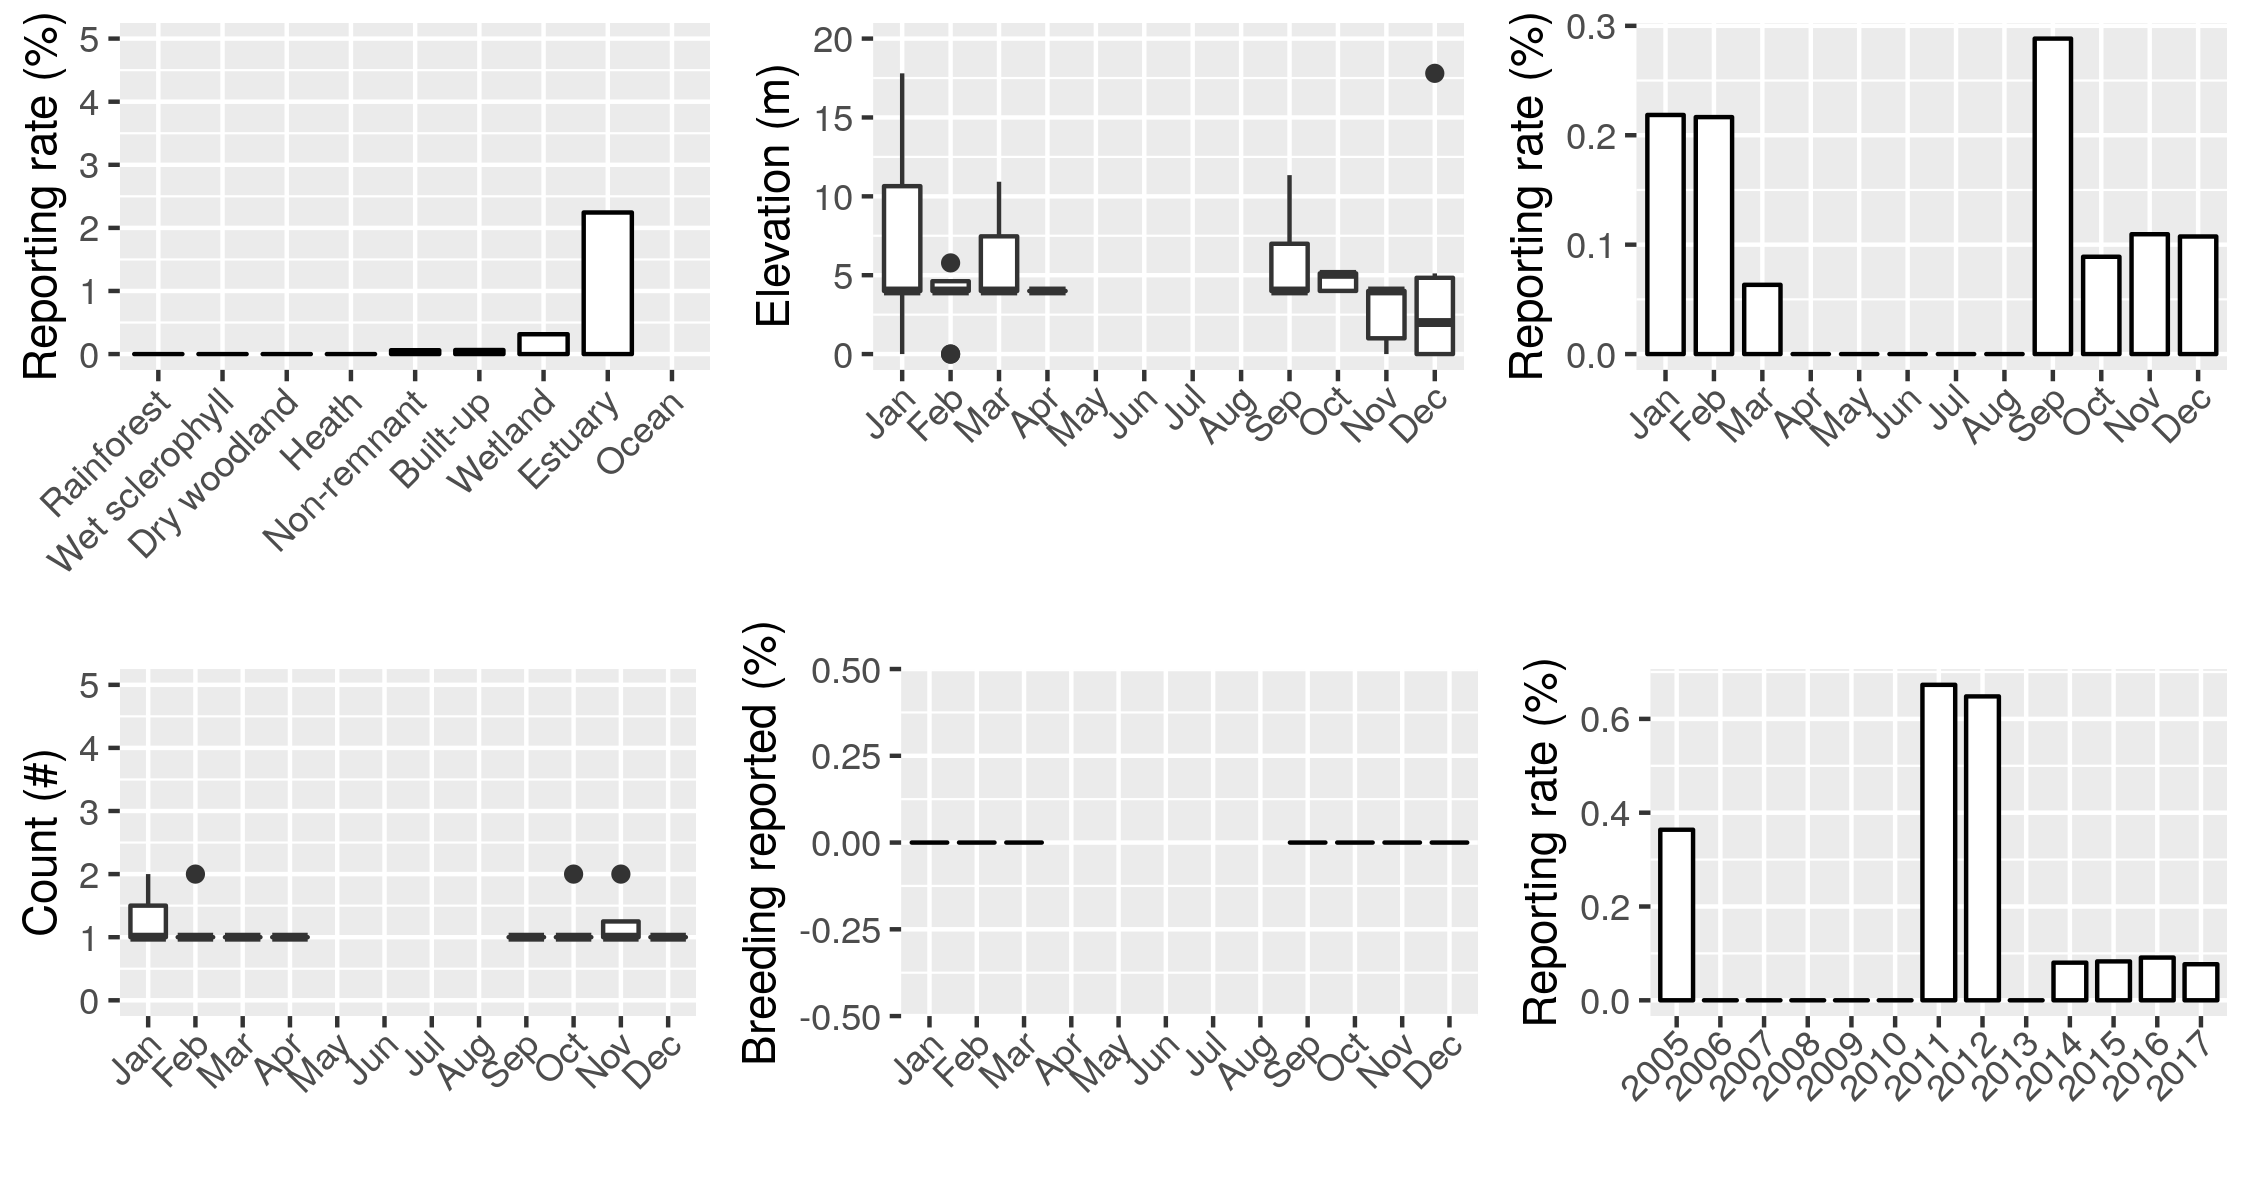 Reporting rate (%)
5
4
3
2
1
0
Rainforest
Wet sclerophyll
Dry woodland
Heath
Non-remnant
Built-up
Wetland
Estuary
Ocean
Elevation (m)
20
15
10
5
0
Jan
Feb
Mar
Apr
May
Jun
Jul
Aug
Sep
Oct
Nov
Dec
Reporting rate (%)
0.3
0.2
0.1
0.0
Jan
Feb
Mar
Apr
May
Jun
Jul
Aug
Sep
Oct
Nov
Dec
Count (#)
5
4
3
2
1
0
Jan
Feb
Mar
Apr
May
Jun
Jul
Aug
Sep
Oct
Nov
Dec
Breeding reported (%)
0.50
0.25
0.00
-0.25
-0.50
Jan
Feb
Mar
Apr
May
Jun
Jul
Aug
Sep
Oct
Nov
Dec
Reporting rate (%)
0.6
0.4
0.2
0.0
2005
2006
2007
2008
2009
2010
2011
2012
2013
2014
2015
2016
2017